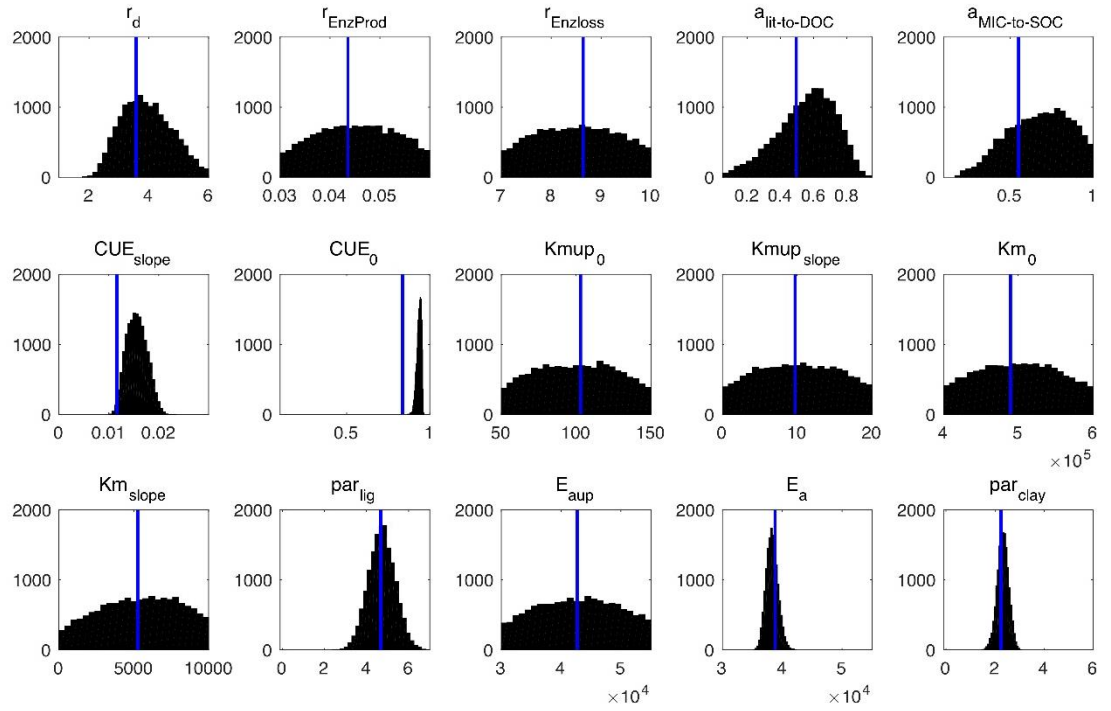 r_d r_EnzProd r_Enzloss a_lit-to-DOC a_MIC-to-SOC
2000 2000 2000 2000 2000
1000 1000 1000 1000 1000
0 0 0 0 0
2 4 6 0.03 0.04 0.05 7 8 9 10 0.2 0.4 0.6 0.8 0.5 1
CUE_slope CUE_0 Kmup_0 Kmup_slope Km_0
2000 2000 2000 2000 2000
1000 1000 1000 1000 1000
0 0 0 0 0
0 0.01 0.02 0.5 1 50 100 150 0 10 20 4 5 6
×10^5
Km_slope par_lig E_aup E_a par_clay
2000 2000 2000 2000 2000
1000 1000 1000 1000 1000
0 0 0 0 0
0 5000 10000 0 2 4 6 3 4 5 3 4 5 0 2 4 6
×10^4 ×10^4